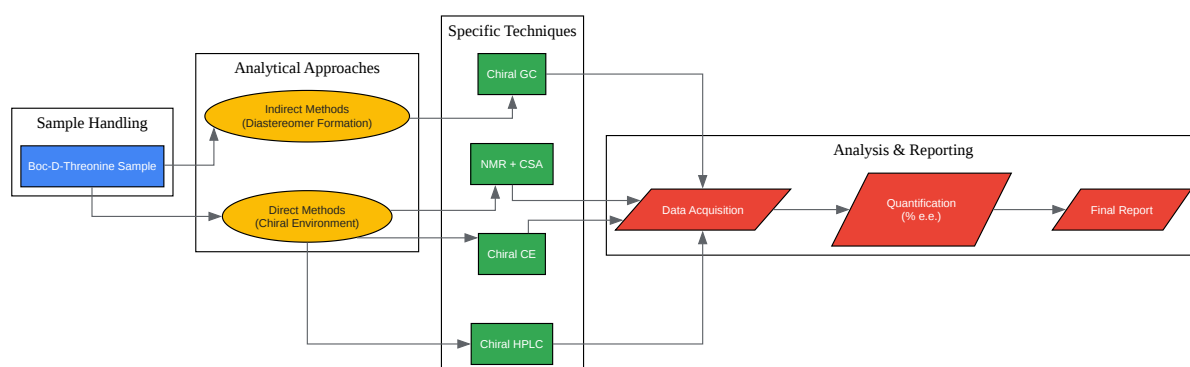 Sample Handling
Boc-D-Threonine Sample
Analytical Approaches
Indirect Methods
(Diastereomer Formation)
Direct Methods
(Chiral Environment)
Specific Techniques
Chiral GC
NMR + CSA
Chiral CE
Chiral HPLC
Analysis & Reporting
Data Acquisition
Quantification
(% e.e.)
Final Report